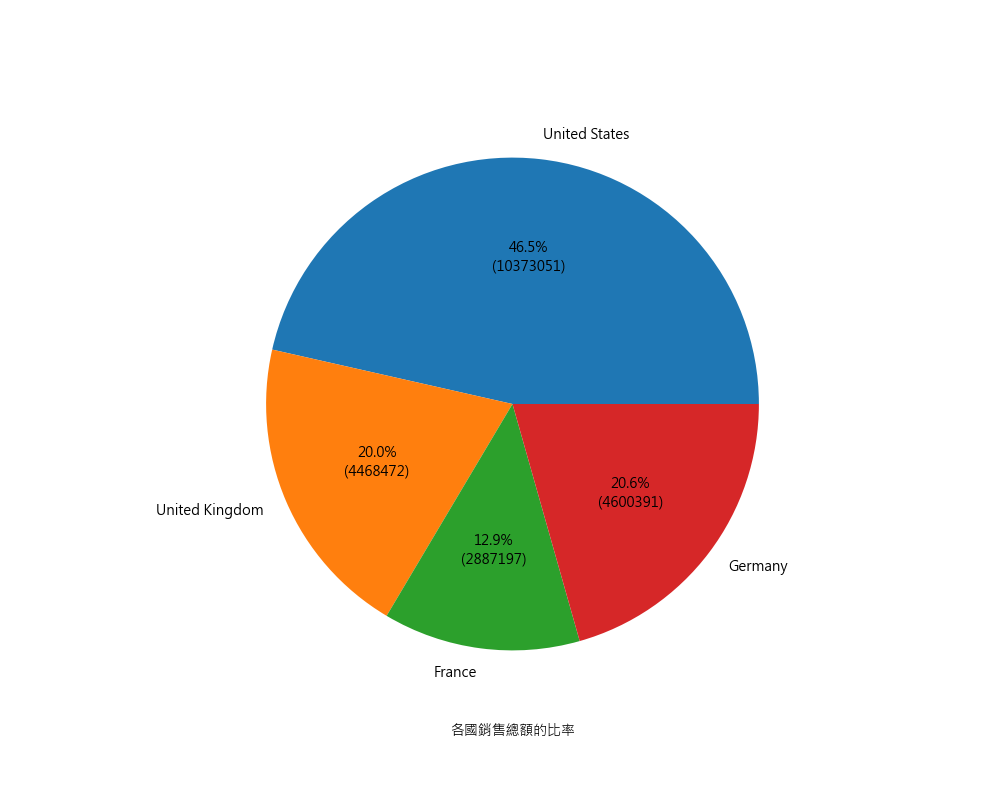 United States
46.5%
(10373051)
20.0%
(4468472)
United Kingdom
20.6%
(4600391)
12.9%
(2887197)
Germany
France
各國銷售總額的比率